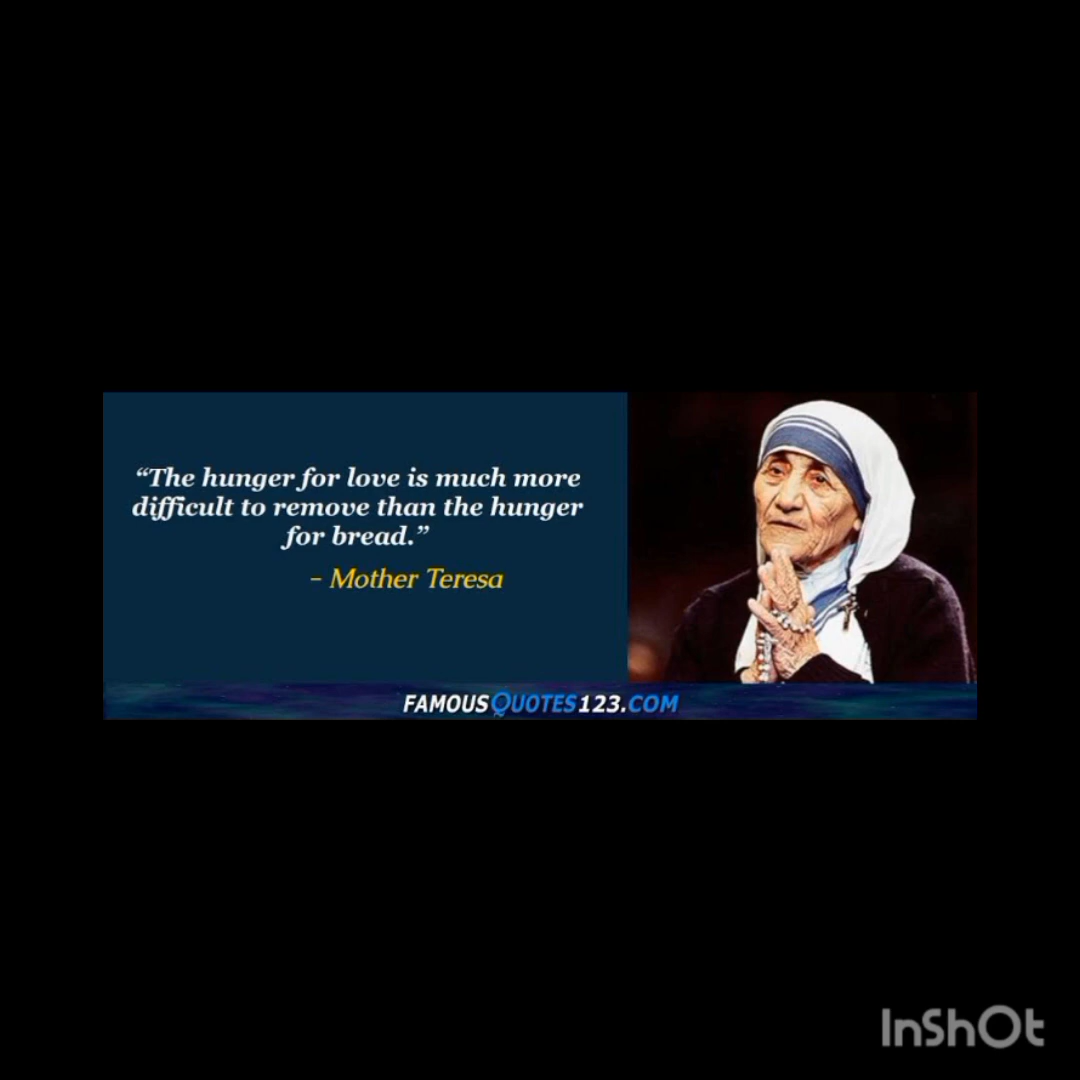 “The hunger for love is much more
difficult to remove than the hunger
for bread.”
– Mother Teresa
FAMOUSQUOTES123.COM
InShOt